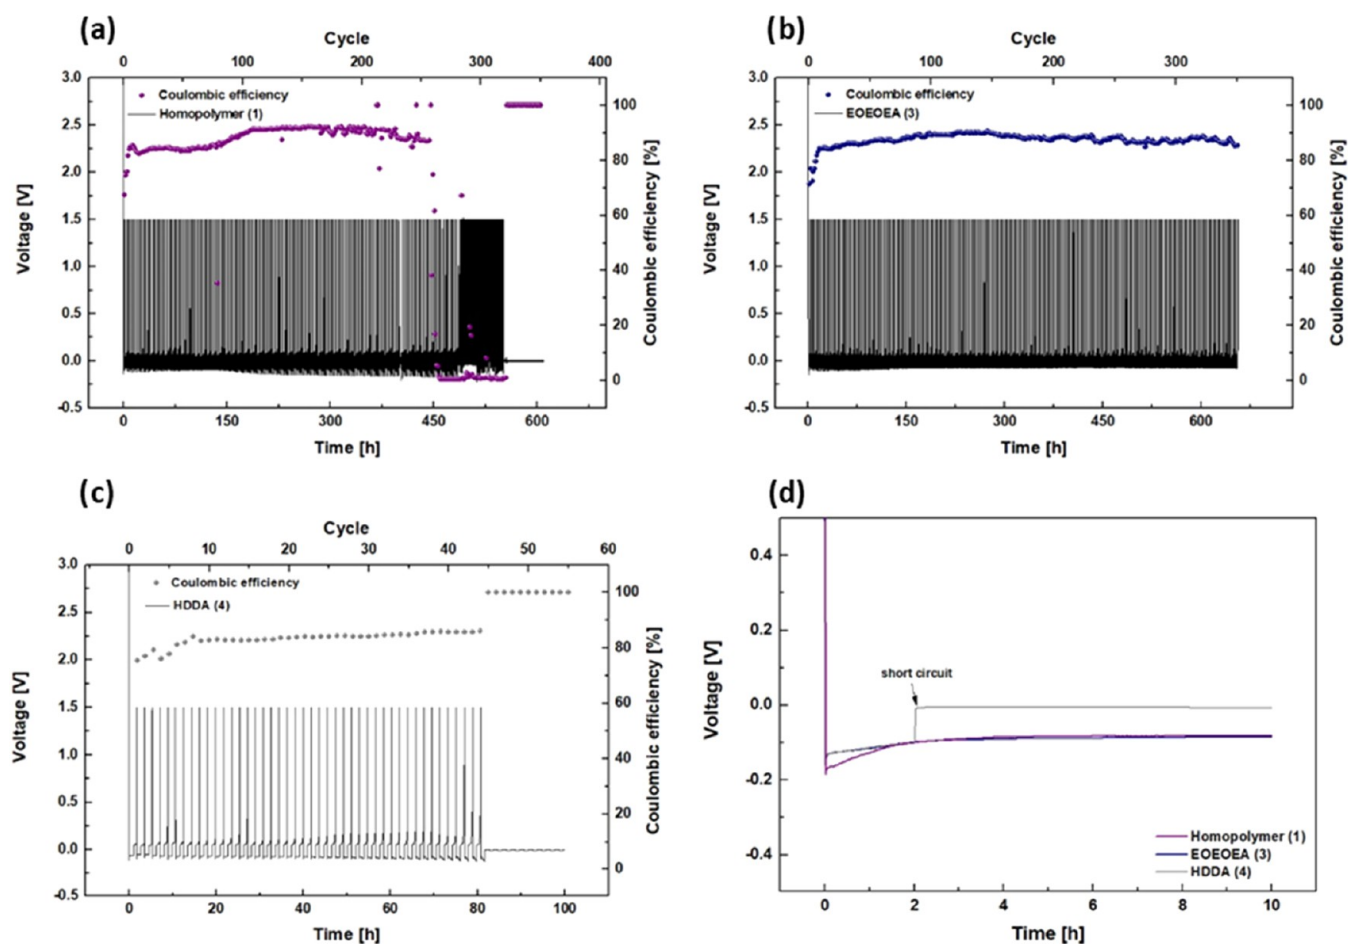 (a)
Cycle
0 100 200 300 400
3.0
2.5
2.0
1.5
1.0
0.5
0.0
-0.5
Voltage [V]
Coulombic efficiency
Homopolymer (1)
100
80
60
40
20
0
Coulombic efficiency [%]
0 150 300 450 600
Time [h]
(b)
Cycle
0 100 200 300
3.0
2.5
2.0
1.5
1.0
0.5
0.0
-0.5
Voltage [V]
Coulombic efficiency
EOEOEA (3)
100
80
60
40
20
0
Coulombic efficiency [%]
0 150 300 450 600
Time [h]
(c)
Cycle
0 10 20 30 40 50 60
3.0
2.5
2.0
1.5
1.0
0.5
0.0
-0.5
Voltage [V]
Coulombic efficiency
HDDA (4)
100
80
60
40
20
0
Coulombic efficiency [%]
0 20 40 60 80 100
Time [h]
(d)
0.4
0.2
0.0
-0.2
-0.4
Voltage [V]
short circuit
Homopolymer (1)
EOEOEA (3)
HDDA (4)
0 2 4 6 8 10
Time [h]